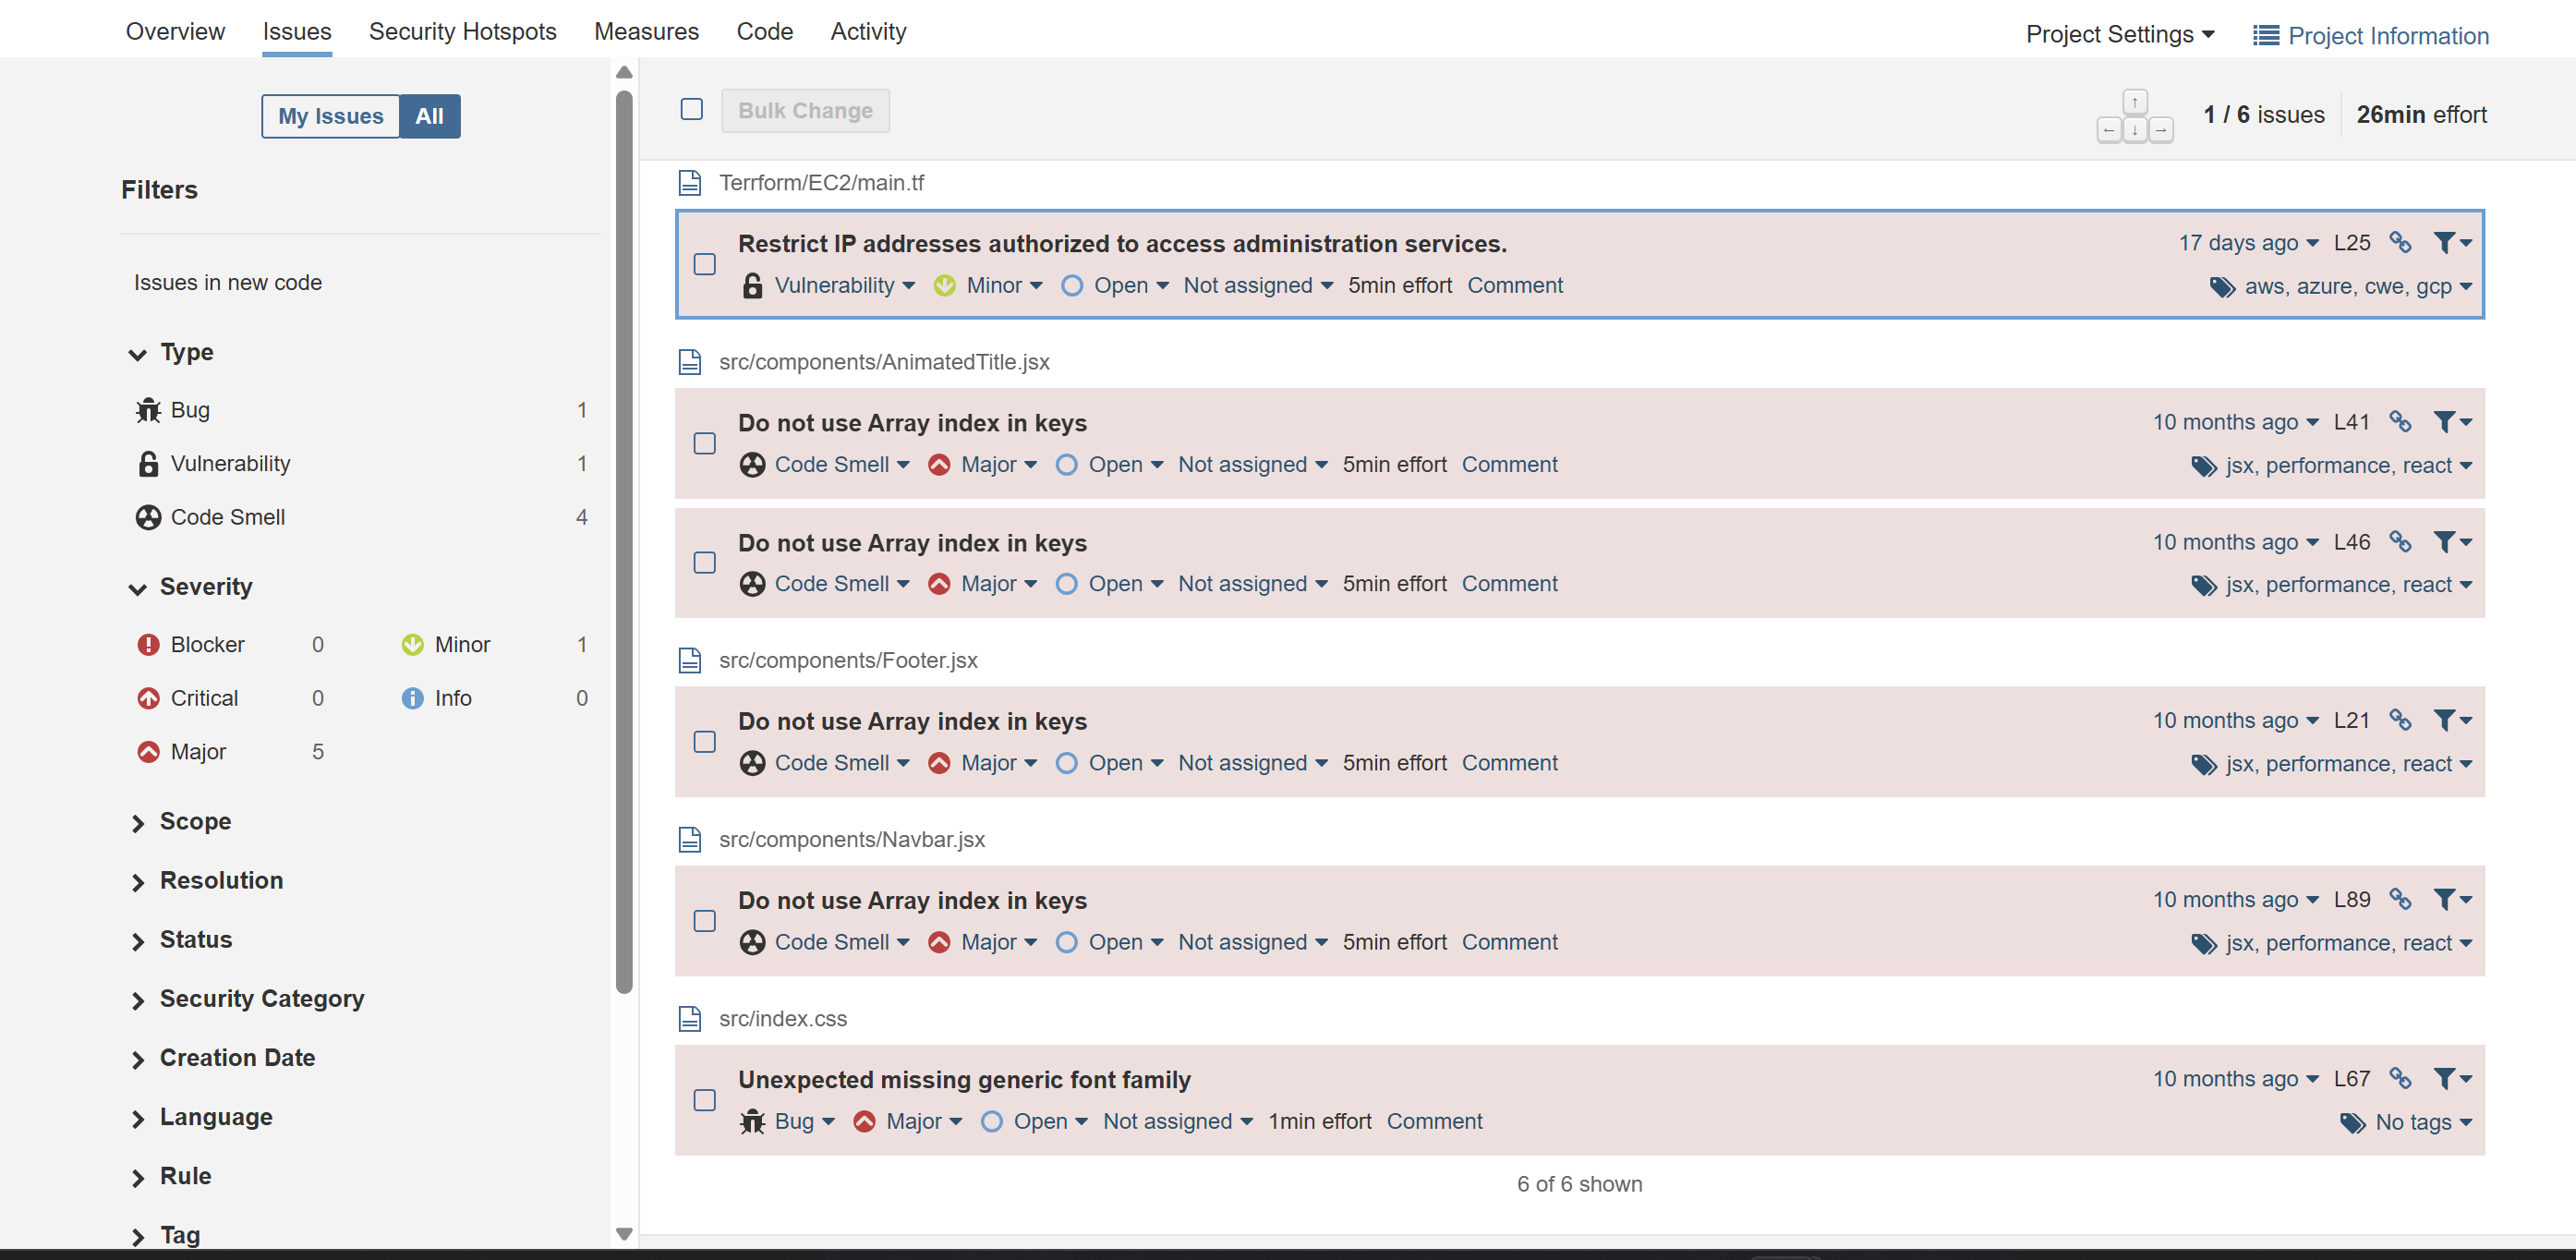 Overview Issues Security Hotspots Measures Code Activity Project Settings Project Information
My Issues All
Filters
Issues in new code
Type
Bug 1
Vulnerability 1
Code Smell 4
Severity
Blocker 0 Minor 1
Critical 0 Info 0
Major 5
Scope
Resolution
Status
Security Category
Creation Date
Language
Rule
Tag
Bulk Change 1 / 6 issues 26min effort
Terrform/EC2/main.tf
Restrict IP addresses authorized to access administration services. 17 days ago L25
Vulnerability Minor Open Not assigned 5min effort Comment aws, azure, cwe, gcp
src/components/AnimatedTitle.jsx
Do not use Array index in keys 10 months ago L41
Code Smell Major Open Not assigned 5min effort Comment jsx, performance, react
Do not use Array index in keys 10 months ago L46
Code Smell Major Open Not assigned 5min effort Comment jsx, performance, react
src/components/Footer.jsx
Do not use Array index in keys 10 months ago L21
Code Smell Major Open Not assigned 5min effort Comment jsx, performance, react
src/components/Navbar.jsx
Do not use Array index in keys 10 months ago L89
Code Smell Major Open Not assigned 5min effort Comment jsx, performance, react
src/index.css
Unexpected missing generic font family 10 months ago L67
Bug Major Open Not assigned 1min effort Comment No tags
6 of 6 shown